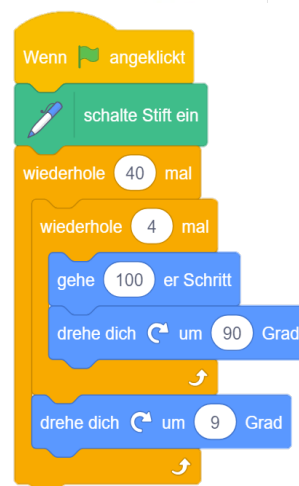 Wenn angeklickt
schalte Stift ein
wiederhole 40 mal
wiederhole 4 mal
gehe 100 er Schritt
drehe dich um 90 Grad
drehe dich um 9 Grad